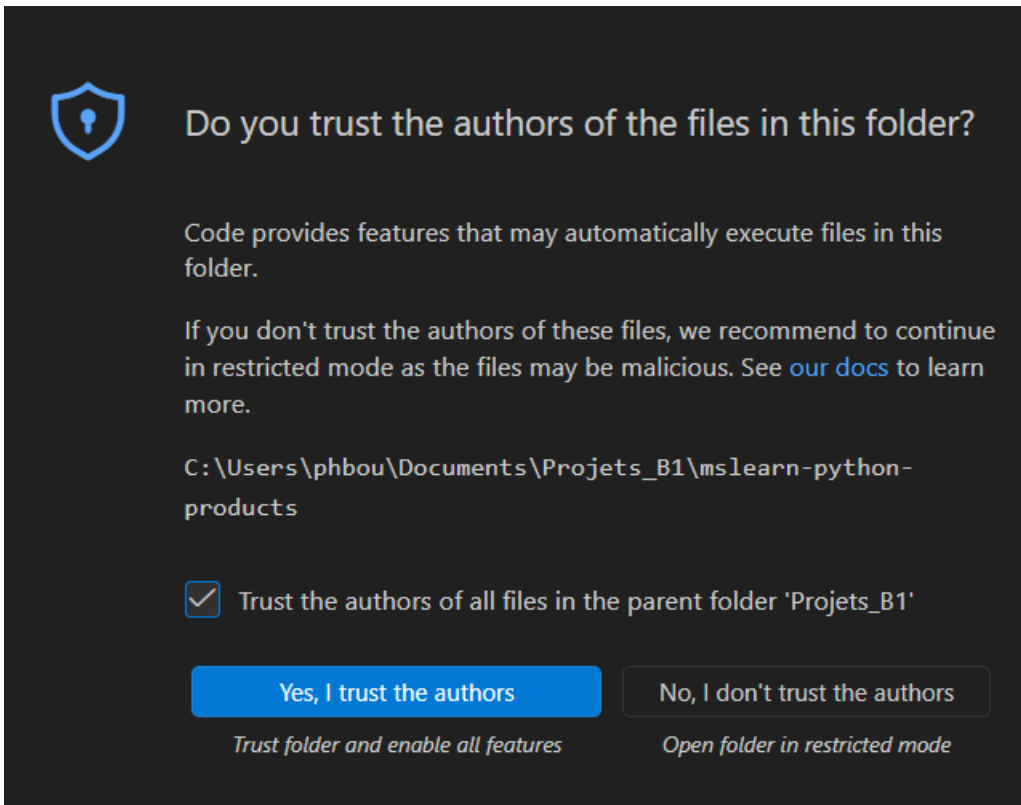 Do you trust the authors of the files in this folder?
Code provides features that may automatically execute files in this
folder.
If you don't trust the authors of these files, we recommend to continue
in restricted mode as the files may be malicious. See our docs to learn
more.
C:\Users\phbou\Documents\Projets_B1\mslearn-python-
products
Trust the authors of all files in the parent folder 'Projets_B1'
Yes, I trust the authors
No, I don't trust the authors
Trust folder and enable all features
Open folder in restricted mode